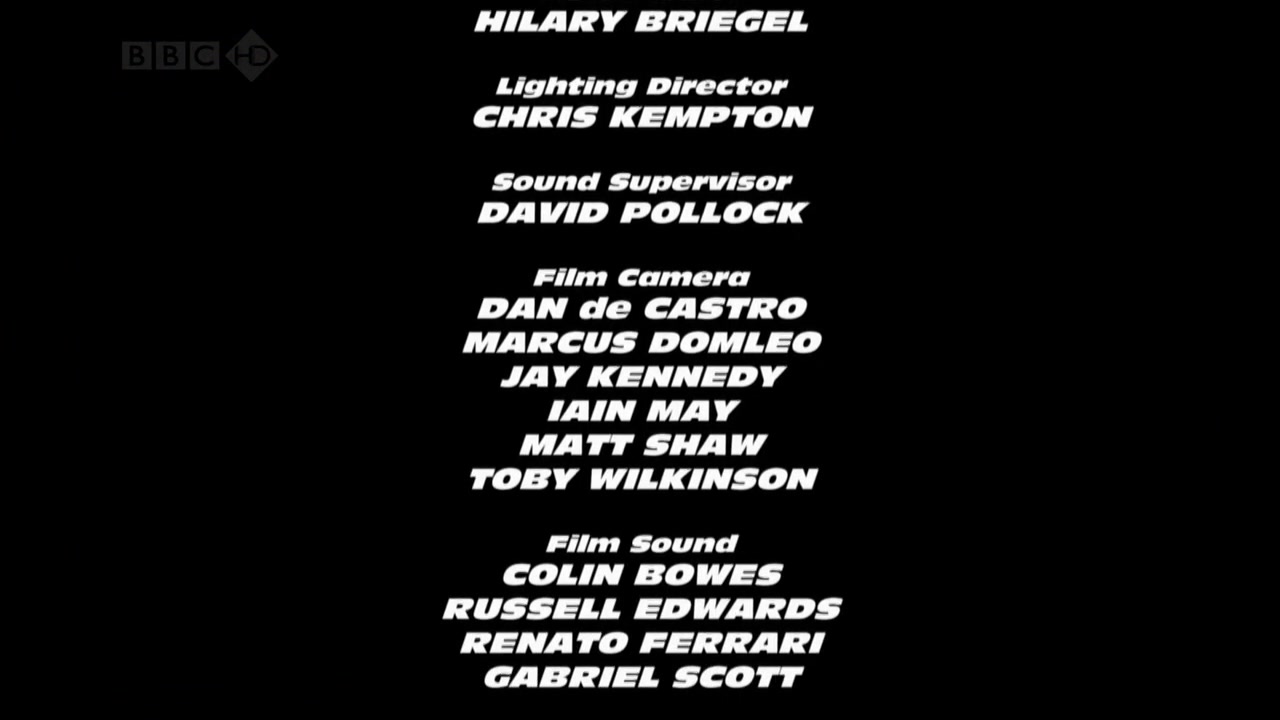 HILARY BRIEGEL
BBC HD
Lighting Director
CHRIS KEMPTON
Sound Supervisor
DAVID POLLOCK
Film Camera
DAN de CASTRO
MARCUS DOMLEO
JAY KENNEDY
IAIN MAY
MATT SHAW
TOBY WILKINSON
Film Sound
COLIN BOWES
RUSSELL EDWARDS
RENATO FERRARI
GABRIEL SCOTT